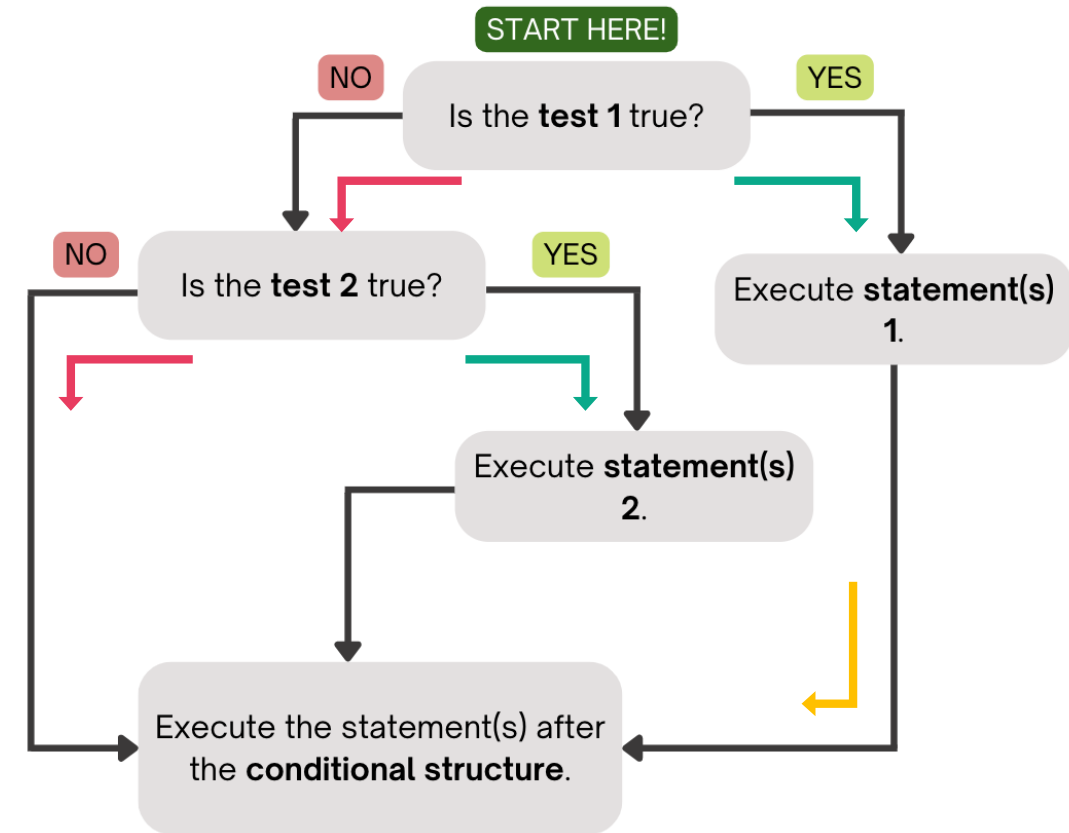 START HERE!
NO
YES
Is the test 1 true?
NO
YES
Is the test 2 true?
Execute statement(s)
1.
Execute statement(s)
2.
Execute the statement(s) after
the conditional structure.